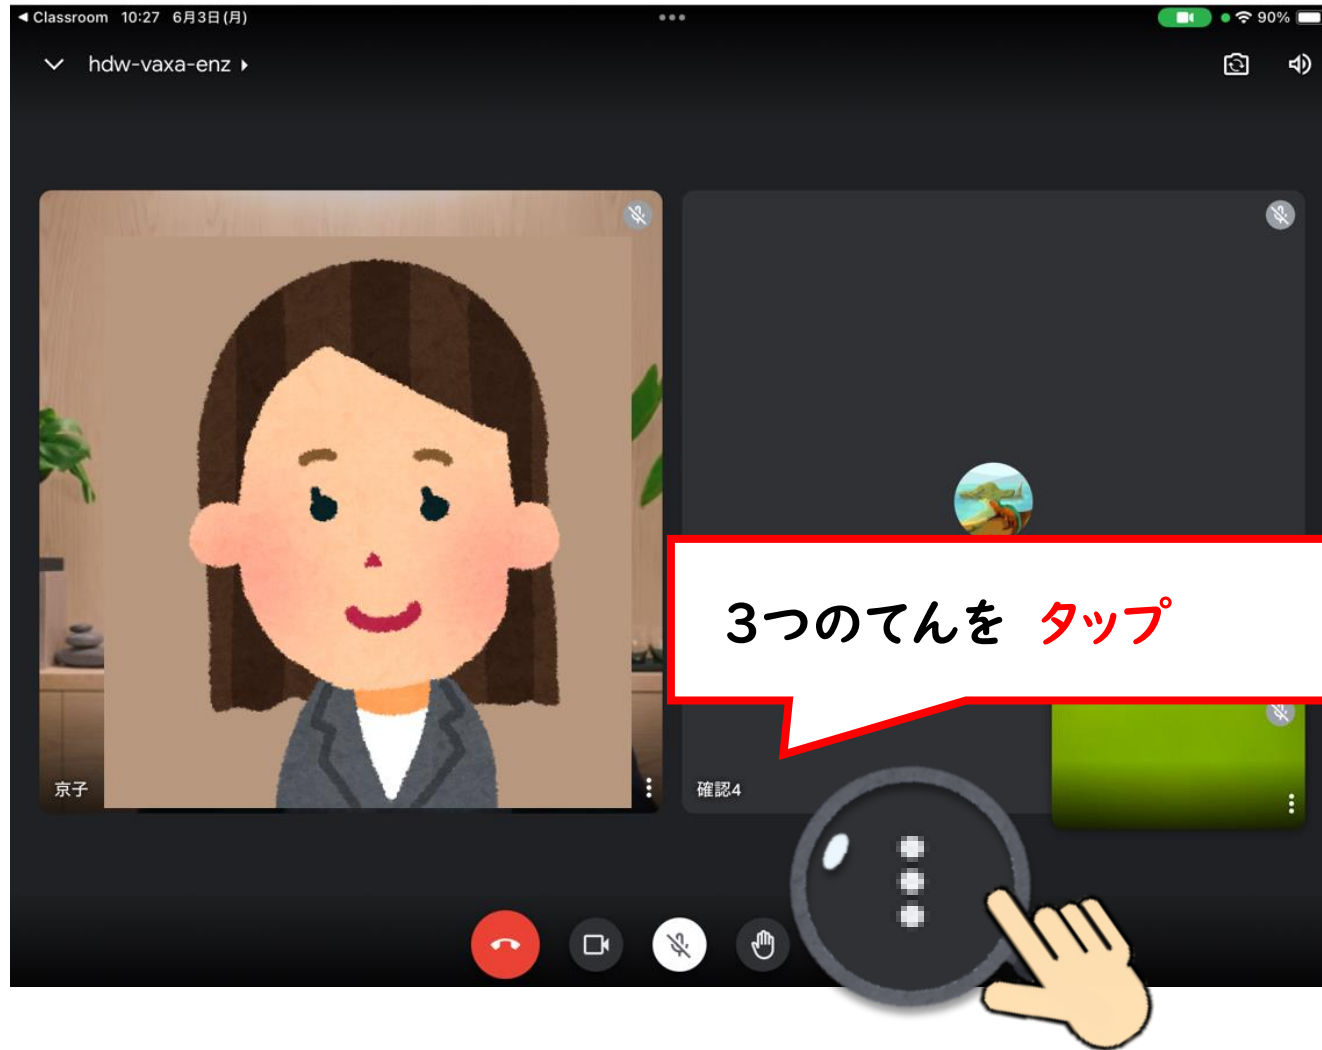 ◀Classroom 10:27 6月3日(月)
90%
hdw-vaxa-enz
3つのてんを タップ
京子
確認4